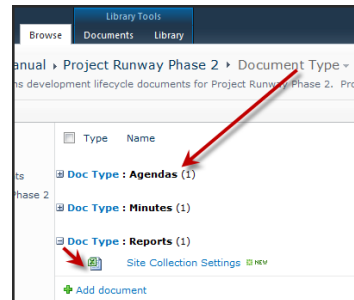 Library Tools
Browse Documents Library
anual ▸ Project Runway Phase 2 ▸ Document Type
ns development lifecycle documents for Project Runway Phase 2. Pro
Type Name
ts
Doc Type : Agendas (1)
Phase 2
Doc Type : Minutes (1)
Doc Type : Reports (1)
Site Collection Settings NEW
Add document